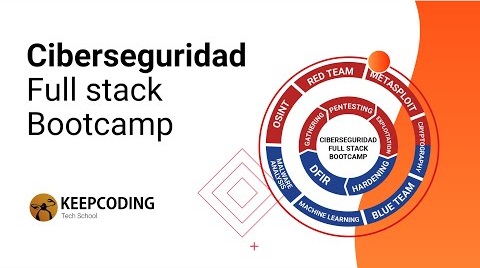 Ciberseguridad
Full stack
Bootcamp
KEEPCODING
Tech School
OSINT
RED TEAM
METASPLOIT
CRYPTOGRAPHY
BLUE TEAM
MACHINE LEARNING
MALWARE
ANALYSIS
GATHERING
PENTESTING
EXPLOITATION
HARDENING
DFIR
CIBERSEGURIDAD
FULL STACK
BOOTCAMP